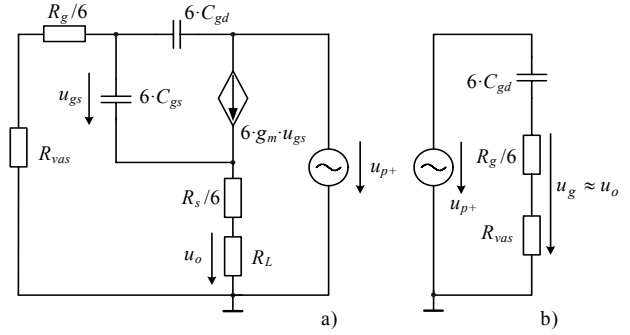 R_g/6
6·C_gd
u_gs
6·C_gs
6·g_m·u_gs
R_vas
u_p+
R_s/6
u_o
R_L
a)
6·C_gd
R_g/6
u_p+
u_g ≈ u_o
R_vas
b)